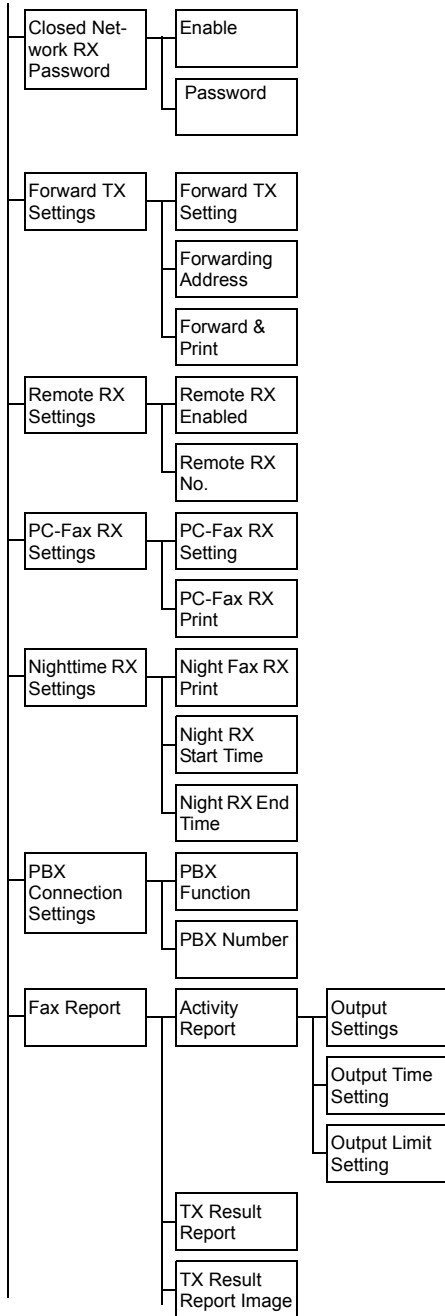 Closed Net-
work RX
Password
Enable
Password
Forward TX
Settings
Forward TX
Setting
Forwarding
Address
Forward &
Print
Remote RX
Settings
Remote RX
Enabled
Remote RX
No.
PC-Fax RX
Settings
PC-Fax RX
Setting
PC-Fax RX
Print
Nighttime RX
Settings
Night Fax RX
Print
Night RX
Start Time
Night RX End
Time
PBX
Connection
Settings
PBX
Function
PBX Number
Fax Report
Activity
Report
Output
Settings
Output Time
Setting
Output Limit
Setting
TX Result
Report
TX Result
Report Image